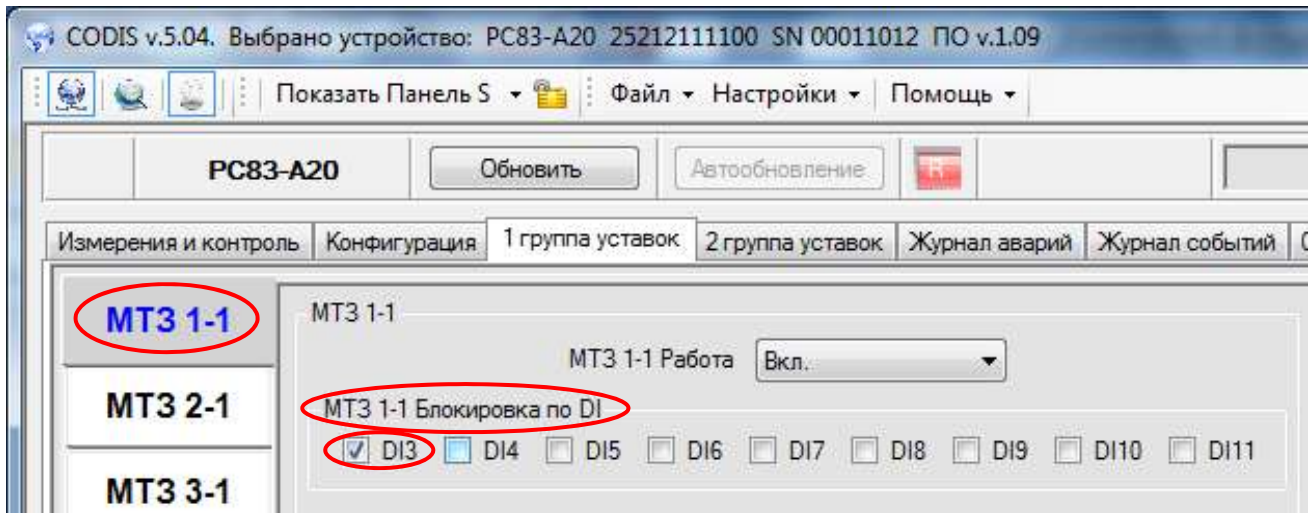 CODIS v.5.04. Выбрано устройство: РС83-А20 25212111100 SN 00011012 ПО v.1.09
Показать Панель S Файл Настройки Помощь
РС83-А20 Обновить Автообновление R
Измерения и контроль Конфигурация 1 группа уставок 2 группа уставок Журнал аварий Журнал событий
МТЗ 1-1 МТЗ 1-1
МТЗ 1-1 Работа Вкл.
МТЗ 2-1 МТЗ 1-1 Блокировка по DI
DI3 DI4 DI5 DI6 DI7 DI8 DI9 DI10 DI11
МТЗ 3-1